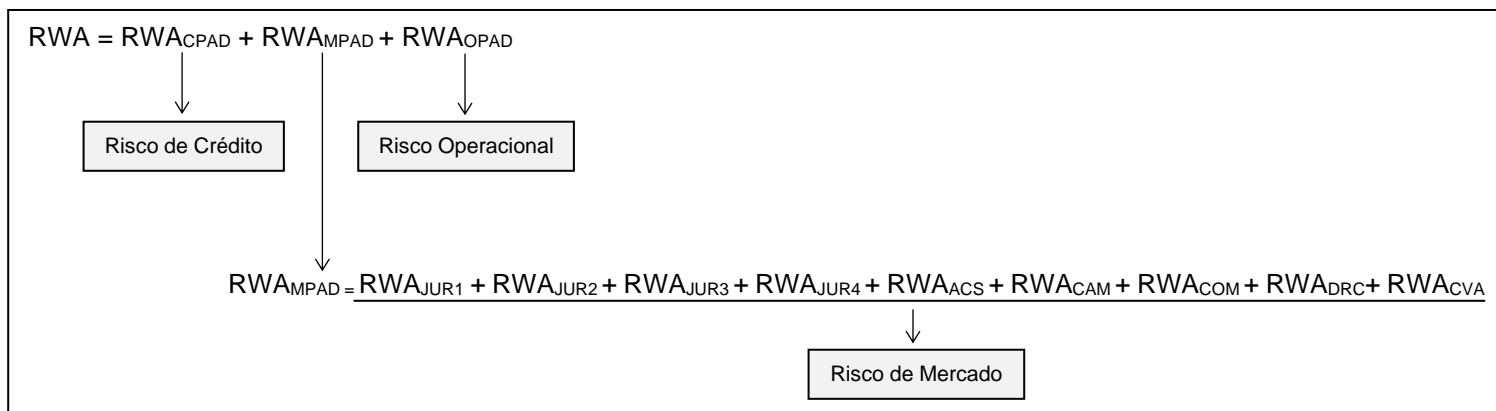 RWA = RWACPAD + RWAMPAD + RWAOPAD
Risco de Crédito
Risco Operacional
RWAMPAD = RWAJUR1 + RWAJUR2 + RWAJUR3 + RWAJUR4 + RWAACS + RWACAM + RWACOM + RWADRC+ RWACVA
Risco de Mercado